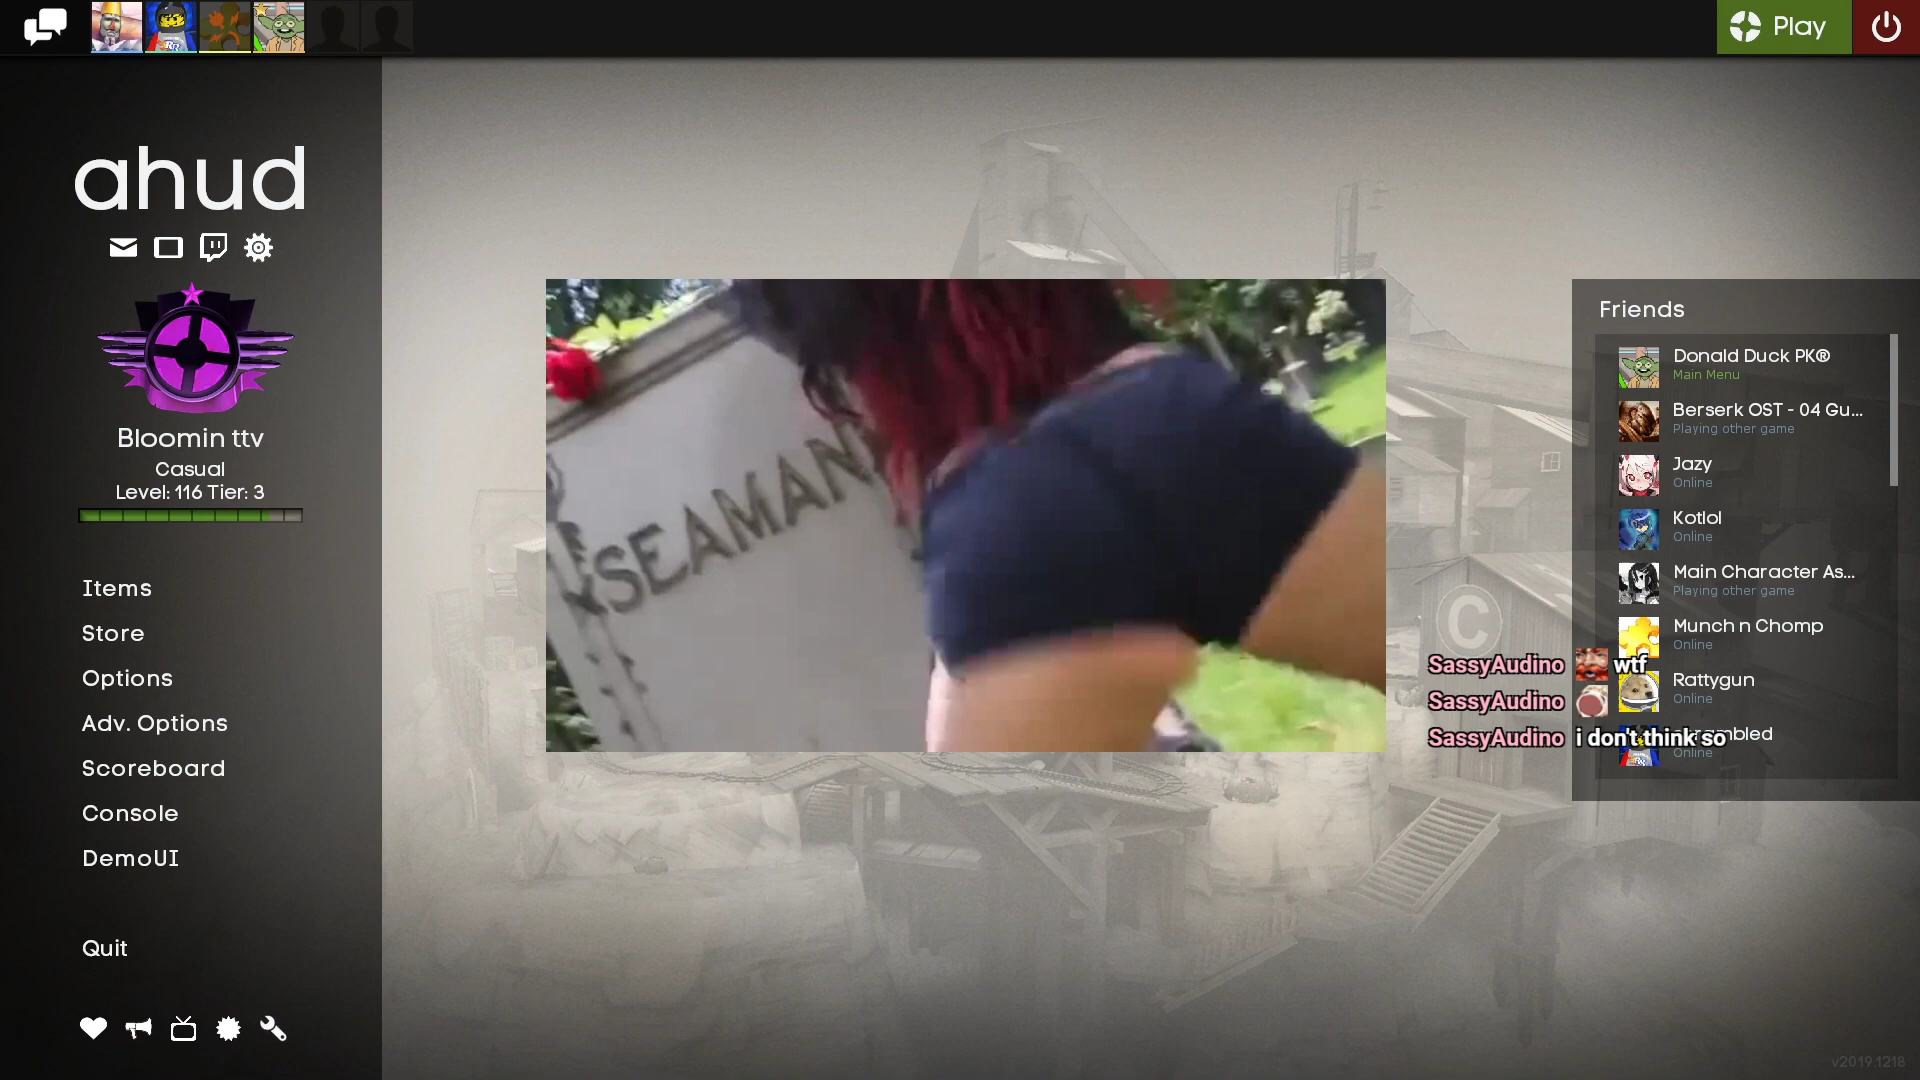 Play
ahud
Bloomin ttv
Casual
Level: 116 Tier: 3
Items
Store
Options
Adv. Options
Scoreboard
Console
DemoUI
Quit
SEAMAN
C
Friends
Donald Duck PK®
Main Menu
Berserk OST - 04 Gu...
Playing other game
Jazy
Online
Kotlol
Online
Main Character As...
Playing other game
Munch n Chomp
Online
Rattygun
Online
Online
SassyAudino wtf
SassyAudino
SassyAudino i don't think so
v2019.1218